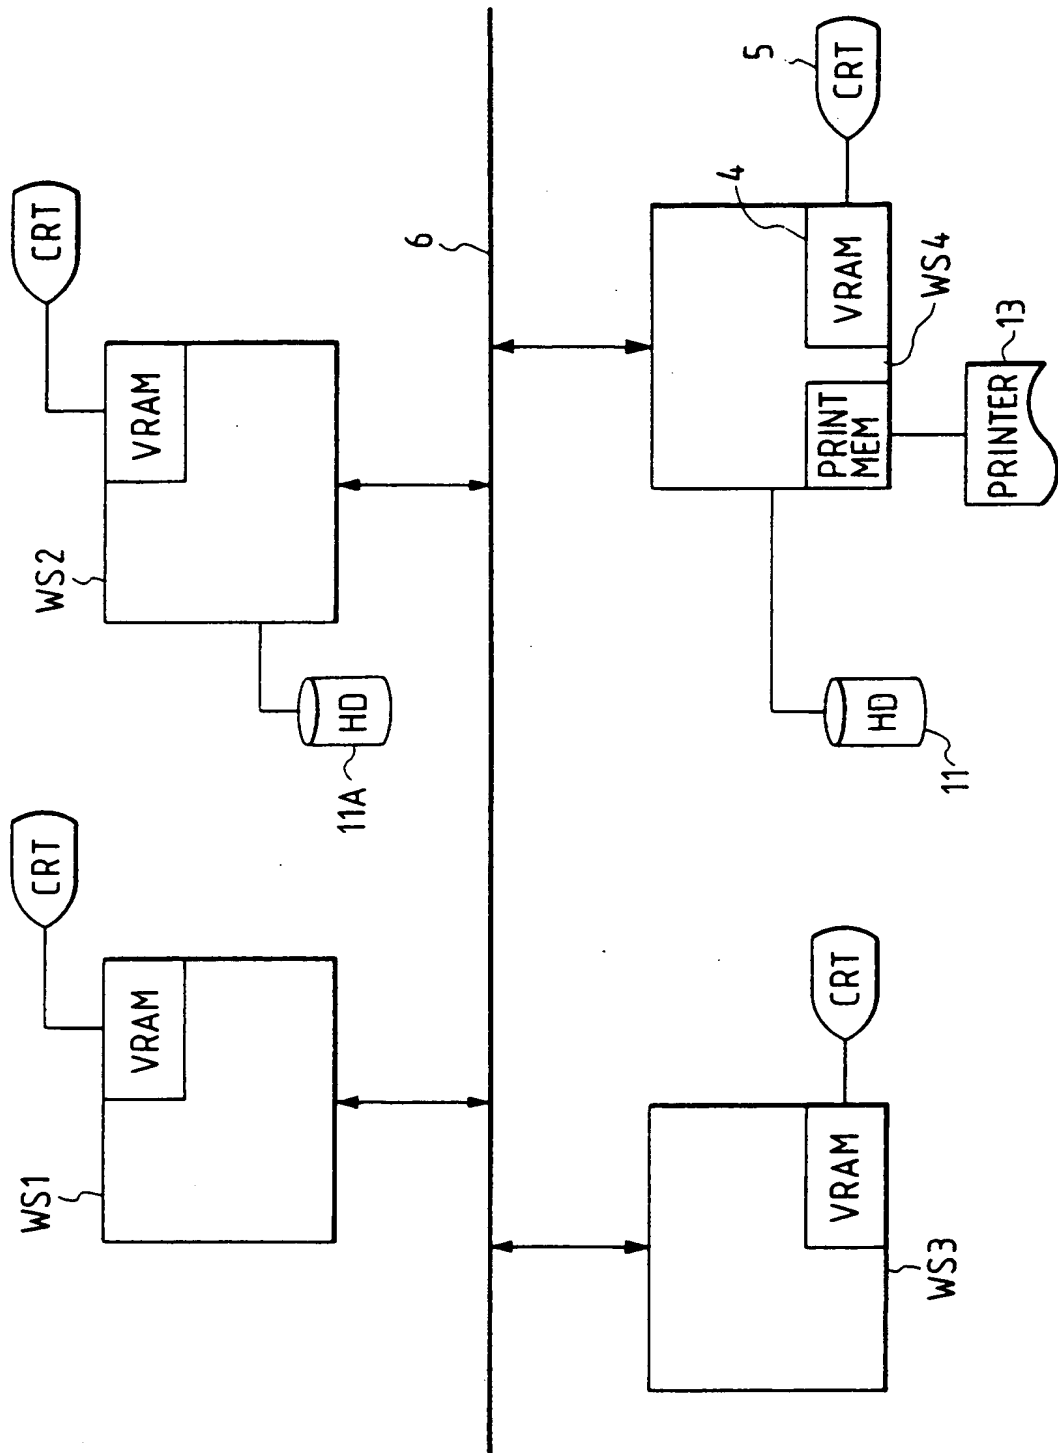 WS1
VRAM
CRT
WS2
VRAM
CRT
11A
HD
6
WS3
VRAM
CRT
11
HD
PRINT
MEM
VRAM
4
WS4
5
CRT
PRINTER
13